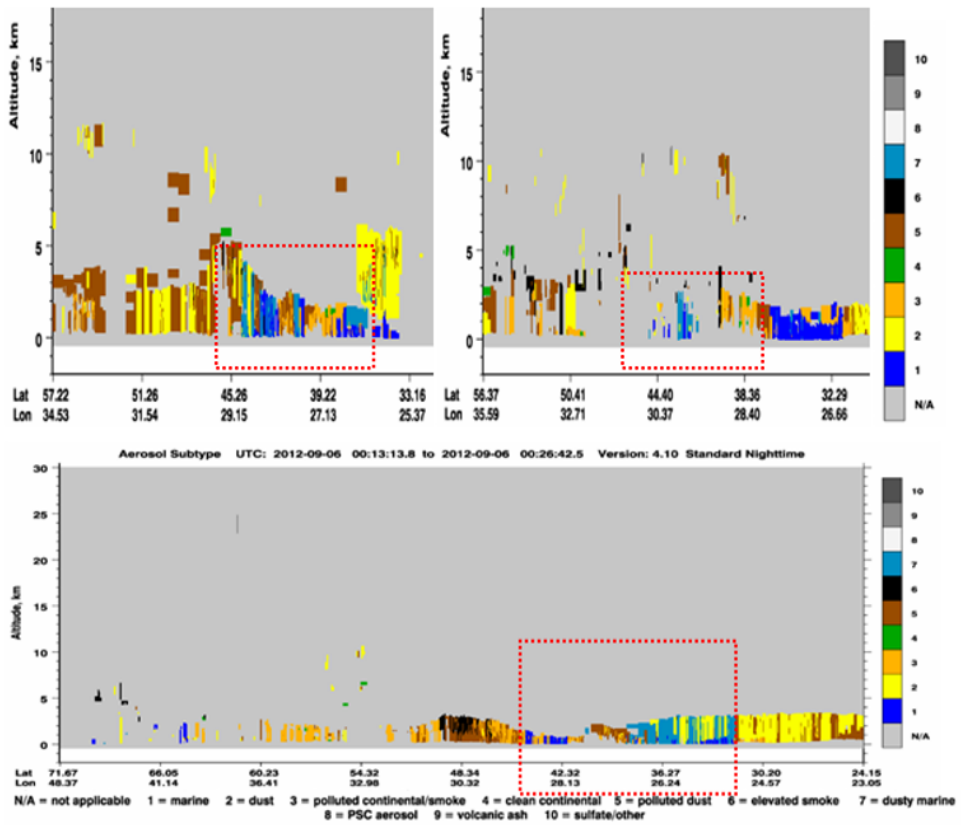 Altitude, km
15
10
5
0
Lat 57.22 51.26 45.26 39.22 33.16
Lon 34.53 31.54 29.15 27.13 25.37
Altitude, km
15
10
5
0
Lat 56.37 50.41 44.40 38.36 32.29
Lon 35.59 32.71 30.37 28.40 26.66
10
9
8
7
6
5
4
3
2
1
N/A
Aerosol Subtype UTC: 2012-09-06 00:13:13.8 to 2012-09-06 00:26:42.5 Version: 4.10 Standard Nighttime
Altitude, km
30
25
20
15
10
5
0
Lat 71.67 66.05 60.23 54.32 48.34 42.32 36.27 30.20 24.15
Lon 48.37 41.14 36.41 32.98 30.32 28.13 26.24 24.57 23.05
10
9
8
7
6
5
4
3
2
1
N/A
N/A = not applicable 1 = marine 2 = dust 3 = polluted continental/smoke 4 = clean continental 5 = polluted dust 6 = elevated smoke 7 = dusty marine
8 = PSC aerosol 9 = volcanic ash 10 = sulfate/other